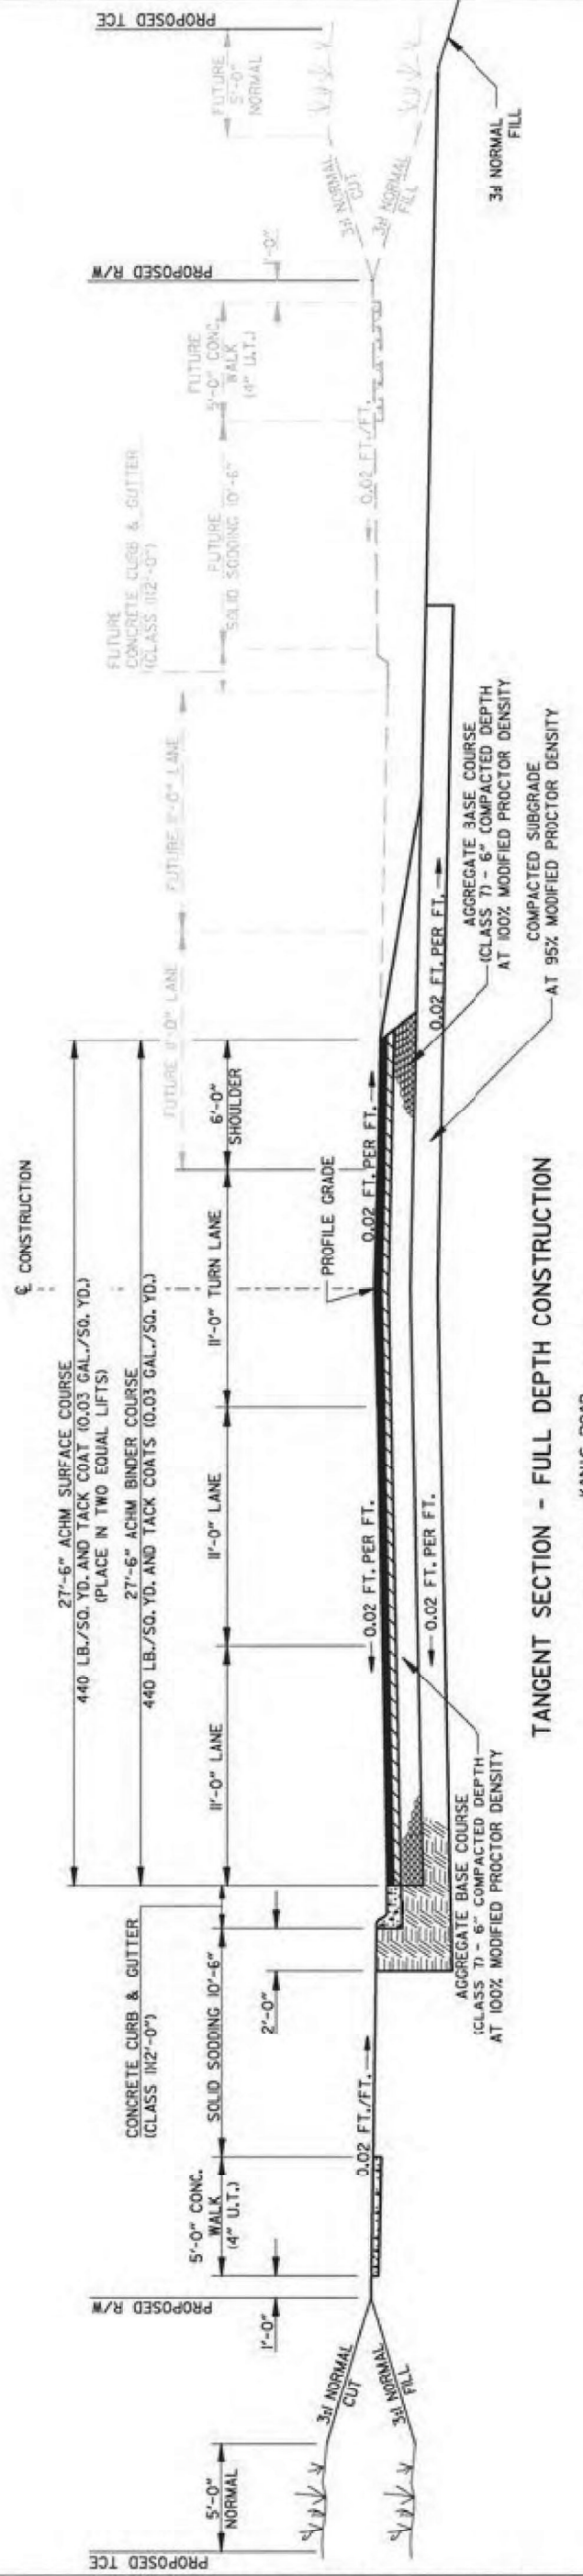 ℄ CONSTRUCTION
27'-6" ACHM SURFACE COURSE
440 LB./SQ. YD. AND TACK COAT (0.03 GAL./SQ. YD.)
(PLACE IN TWO EQUAL LIFTS)
27'-6" ACHM BINDER COURSE
440 LB./SQ. YD. AND TACK COATS (0.03 GAL./SQ. YD.)
PROPOSED TCE
5'-0"
NORMAL
3:1 NORMAL
CUT
3:1 NORMAL
FILL
PROPOSED R/W
1'-0"
5'-0" CONC.
WALK
(4" U.T.)
0.02 FT./FT.
CONCRETE CURB & GUTTER
(CLASS 1)(2'-0")
SOLID SODDING 10'-6"
2'-0"
11'-0" LANE
11'-0" LANE
11'-0" TURN LANE
6'-0"
SHOULDER
PROFILE GRADE
0.02 FT. PER FT.
0.02 FT. PER FT.
0.02 FT. PER FT.
0.02 FT. PER FT.
FUTURE 11'-0" LANE
FUTURE 11'-0" LANE
FUTURE
CONCRETE CURB & GUTTER
(CLASS 1)(2'-0")
FUTURE
SOLID SODDING 10'-6"
FUTURE
5'-0" CONC.
WALK
(4" U.T.)
0.02 FT./FT.
1'-0"
PROPOSED R/W
3:1 NORMAL
CUT
3:1 NORMAL
FILL
FUTURE
5'-0"
NORMAL
PROPOSED TCE
3:1 NORMAL
FILL
AGGREGATE BASE COURSE
(CLASS 7) - 6" COMPACTED DEPTH
AT 100% MODIFIED PROCTOR DENSITY
AGGREGATE BASE COURSE
(CLASS 7) - 6" COMPACTED DEPTH
AT 100% MODIFIED PROCTOR DENSITY
COMPACTED SUBGRADE
AT 95% MODIFIED PROCTOR DENSITY
TANGENT SECTION - FULL DEPTH CONSTRUCTION